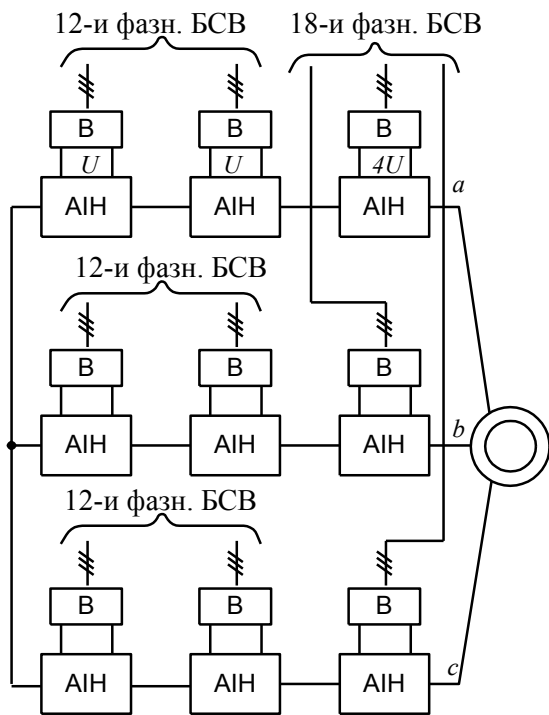 12-и фазн. БСВ 18-и фазн. БСВ
В В В
U U 4U
АІН АІН АІН a
12-и фазн. БСВ
В В В
АІН АІН АІН b
12-и фазн. БСВ
В В В
АІН АІН АІН c